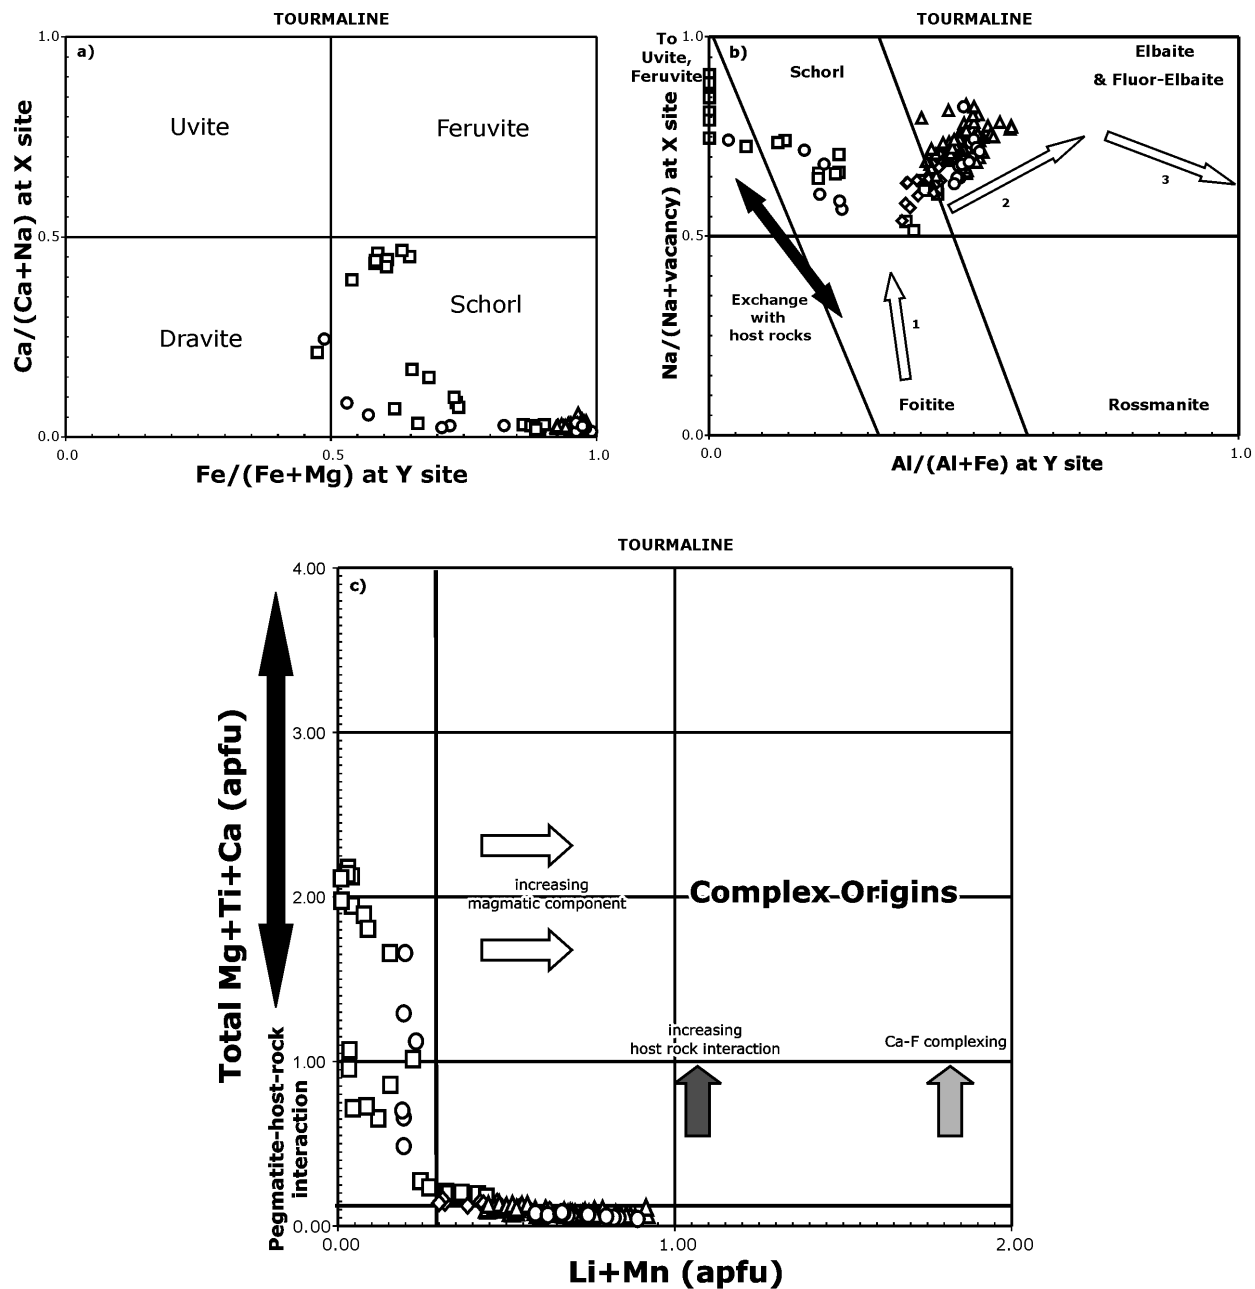 TOURMALINE
a)
1.0
Uvite
Feruvite
0.5
Dravite
Schorl
0.0
0.0
0.5
1.0
Ca/(Ca+Na) at X site
Fe/(Fe+Mg) at Y site
TOURMALINE
1.0
To
Uvite,
Feruvite
b)
Schorl
Elbaite
& Fluor-Elbaite
3
2
0.5
Exchange
with
host rocks
1
Foitite
Rossmanite
0.0
0.0
1.0
Na/(Na+vacancy) at X site
Al/(Al+Fe) at Y site
TOURMALINE
c)
4.00
3.00
increasing
magmatic component
Complex Origins
2.00
increasing
host rock interaction
Ca-F complexing
1.00
0.00
0.00
1.00
2.00
Total Mg+Ti+Ca (apfu)
Pegmatite-host-rock
interaction
Li+Mn (apfu)